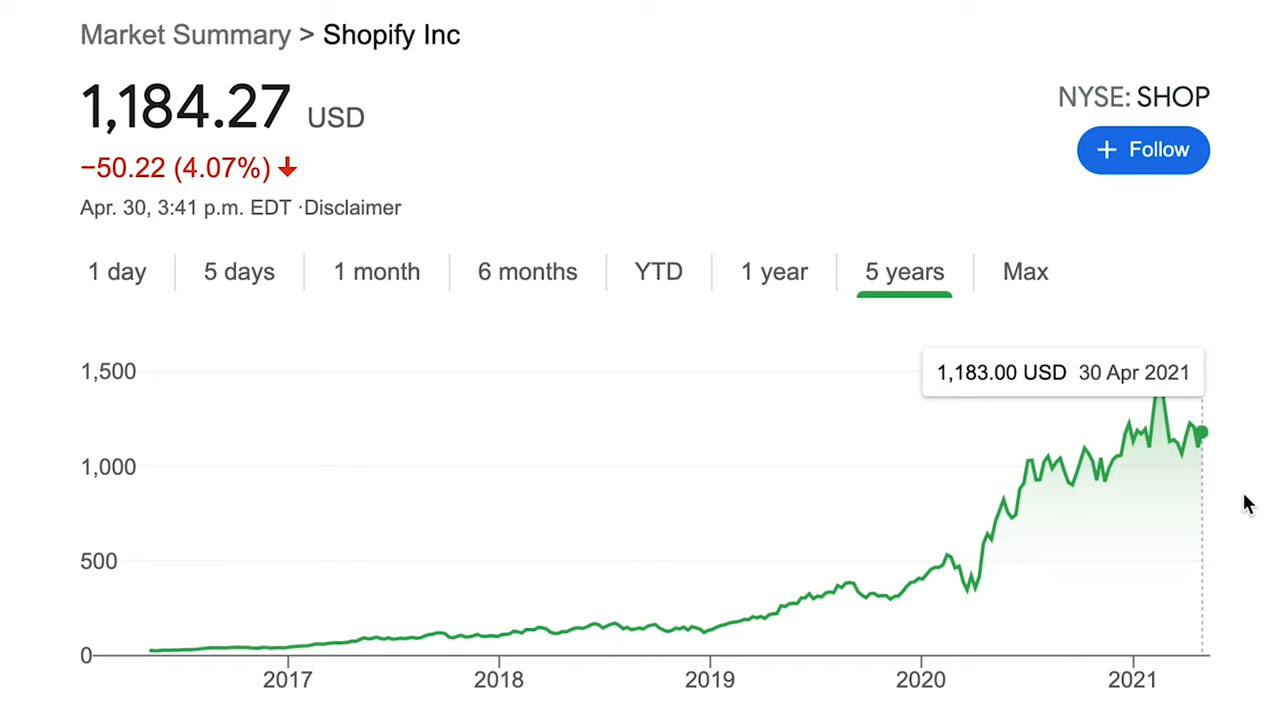 Market Summary > Shopify Inc
1,184.27 USD
NYSE: SHOP
−50.22 (4.07%)
+ Follow
Apr. 30, 3:41 p.m. EDT ·Disclaimer
1 day 5 days 1 month 6 months YTD 1 year 5 years Max
1,183.00 USD 30 Apr 2021
1,500
1,000
500
0
2017 2018 2019 2020 2021